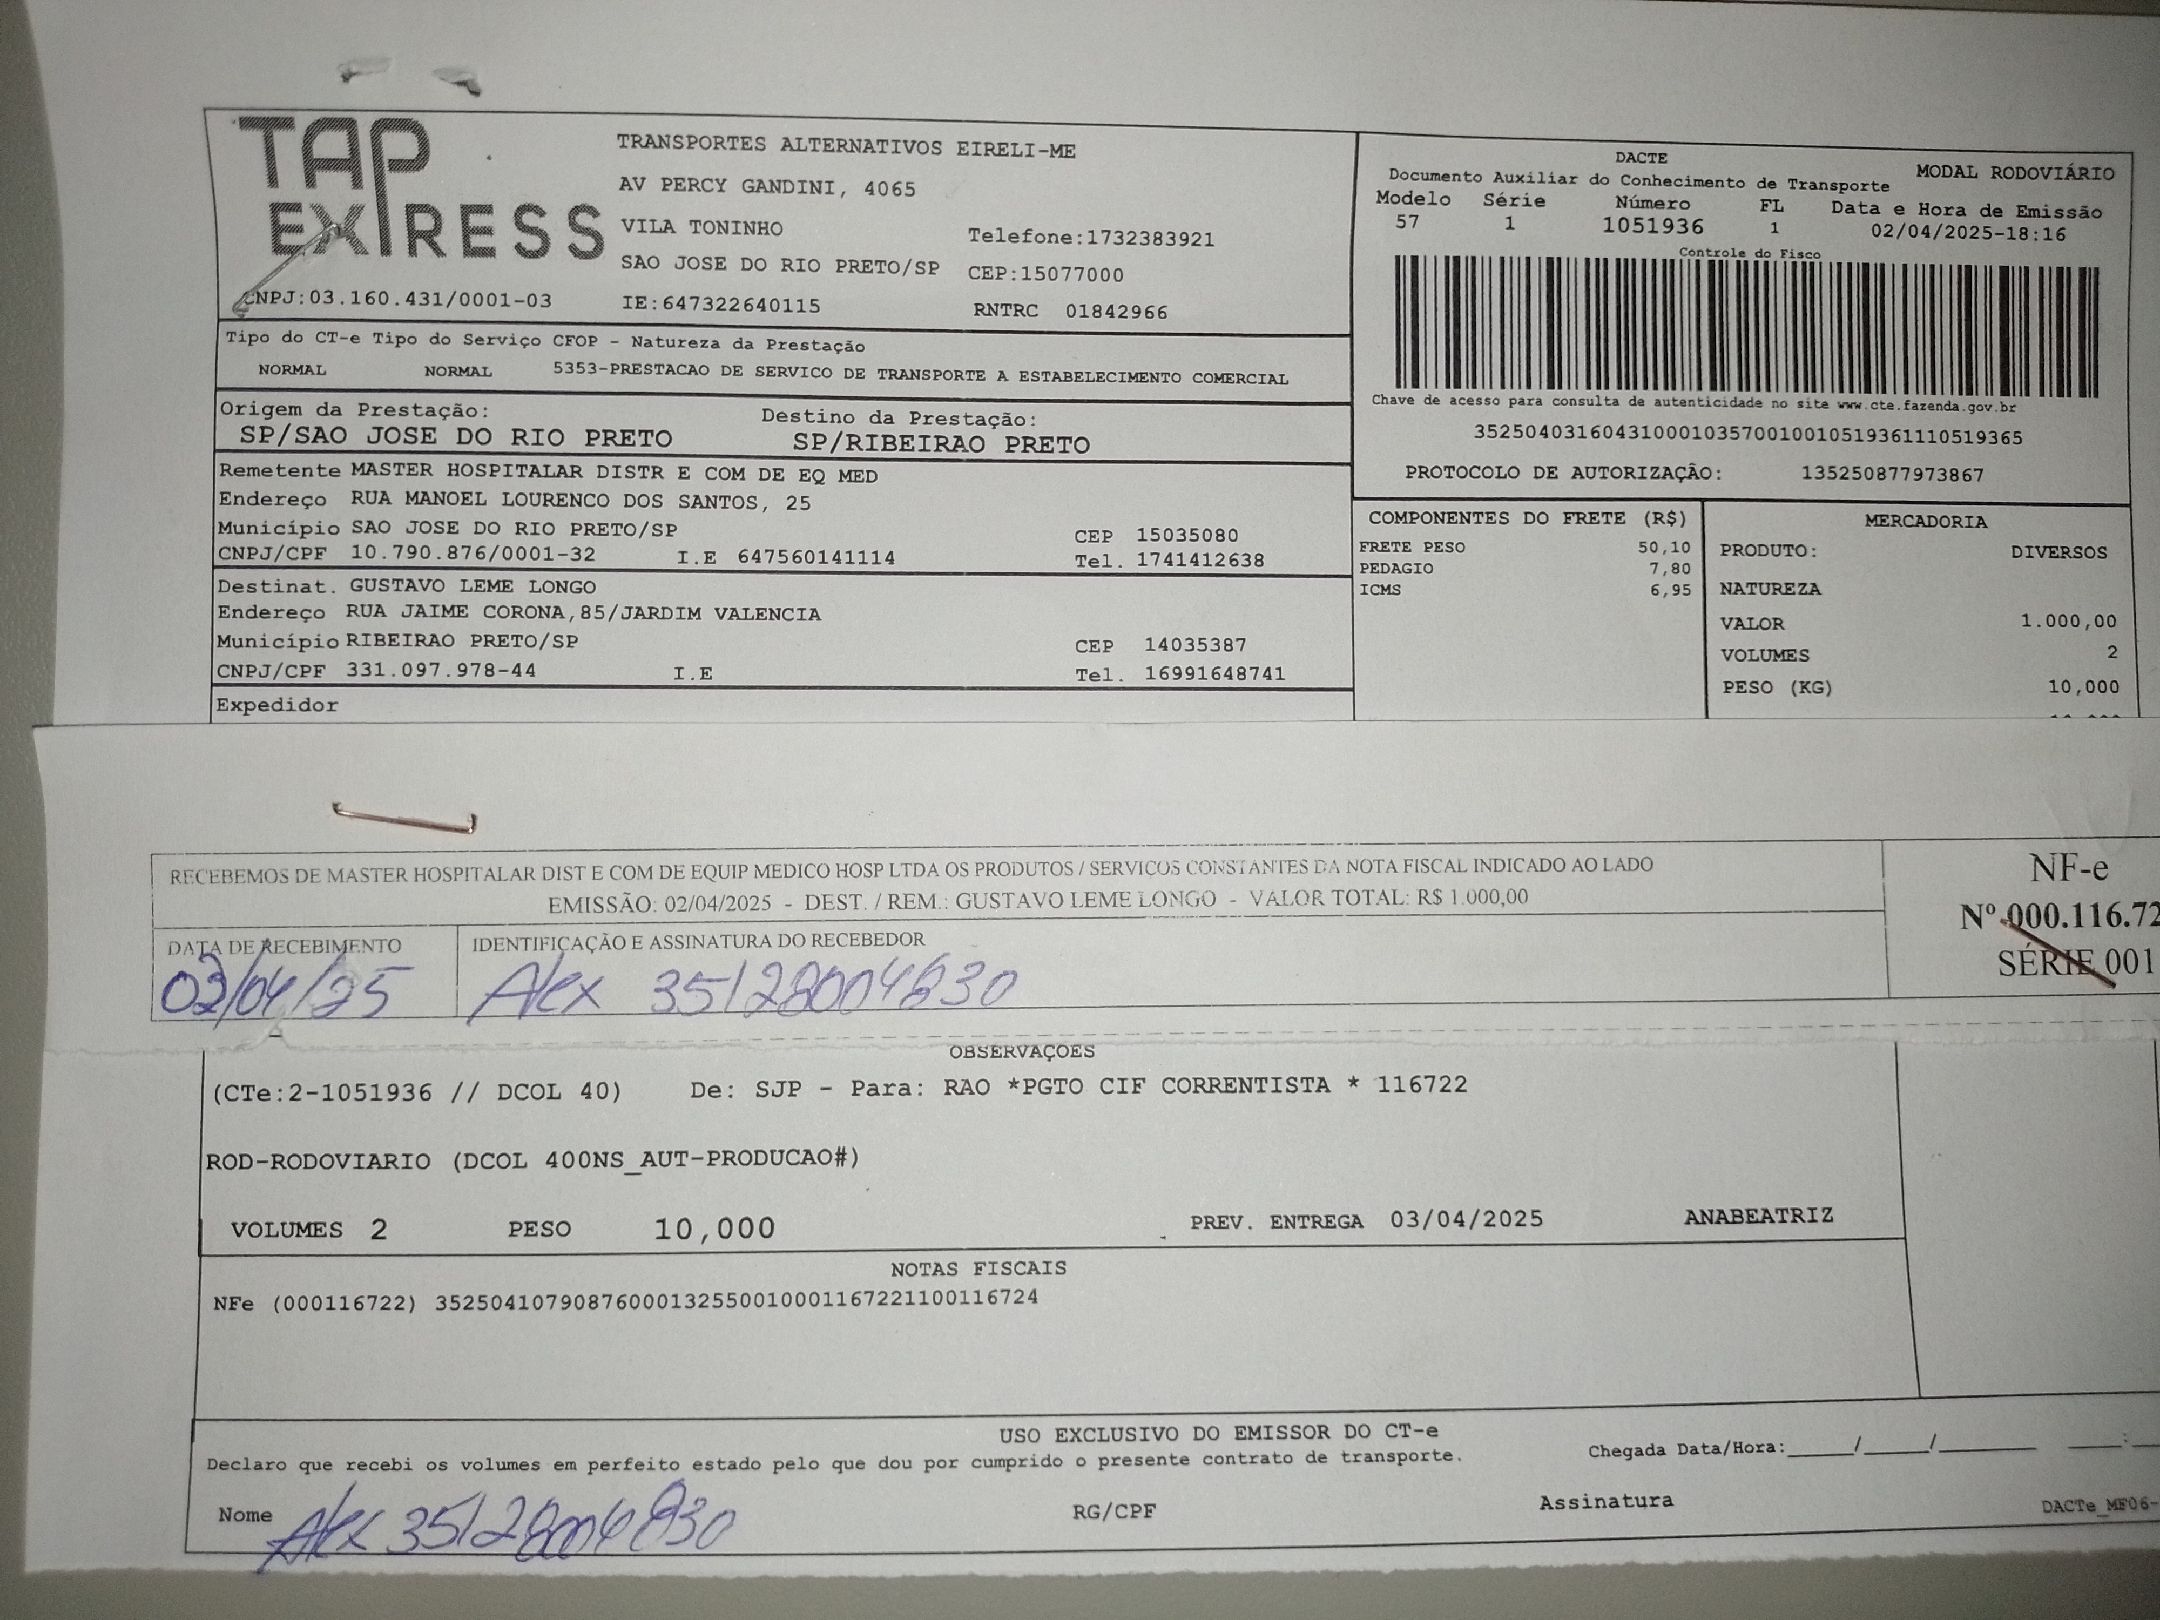 TAP
EXPRESS
TRANSPORTES ALTERNATIVOS EIRELI-ME
AV PERCY GANDINI, 4065
VILA TONINHO
Telefone:1732383921
SAO JOSE DO RIO PRETO/SP CEP:15077000
CNPJ:03.160.431/0001-03 IE:647322640115 RNTRC 01842966
DACTE
Documento Auxiliar do Conhecimento de Transporte
MODAL RODOVIÁRIO
Modelo Série Número FL Data e Hora de Emissão
57 1 1051936 1 02/04/2025-18:16
Controle do Fisco
Chave de acesso para consulta de autenticidade no site www.cte.fazenda.gov.br
35250403160431000103570010010519361110519365
PROTOCOLO DE AUTORIZAÇÃO: 135250877973867
Tipo do CT-e Tipo do Serviço CFOP - Natureza da Prestação
NORMAL NORMAL 5353-PRESTACAO DE SERVICO DE TRANSPORTE A ESTABELECIMENTO COMERCIAL
Origem da Prestação: Destino da Prestação:
SP/SAO JOSE DO RIO PRETO SP/RIBEIRAO PRETO
Remetente MASTER HOSPITALAR DISTR E COM DE EQ MED
Endereço RUA MANOEL LOURENCO DOS SANTOS, 25
Município SAO JOSE DO RIO PRETO/SP CEP 15035080
CNPJ/CPF 10.790.876/0001-32 I.E 647560141114 Tel. 1741412638
Destinat. GUSTAVO LEME LONGO
Endereço RUA JAIME CORONA,85/JARDIM VALENCIA
Município RIBEIRAO PRETO/SP CEP 14035387
CNPJ/CPF 331.097.978-44 I.E Tel. 16991648741
Expedidor
COMPONENTES DO FRETE (R$)
FRETE PESO 50,10
PEDAGIO 7,80
ICMS 6,95
MERCADORIA
PRODUTO: DIVERSOS
NATUREZA
VALOR 1.000,00
VOLUMES 2
PESO (KG) 10,000
RECEBEMOS DE MASTER HOSPITALAR DIST E COM DE EQUIP MEDICO HOSP LTDA OS PRODUTOS / SERVIÇOS CONSTANTES DA NOTA FISCAL INDICADO AO LADO
EMISSÃO: 02/04/2025 - DEST. / REM.: GUSTAVO LEME LONGO - VALOR TOTAL: R$ 1.000,00
NF-e
Nº 000.116.72
SÉRIE 001
DATA DE RECEBIMENTO IDENTIFICAÇÃO E ASSINATURA DO RECEBEDOR
03/04/25 Alex 35128004830
OBSERVAÇOES
(CTe:2-1051936 // DCOL 40) De: SJP - Para: RAO *PGTO CIF CORRENTISTA * 116722
ROD-RODOVIARIO (DCOL 400NS_AUT-PRODUCAO#)
VOLUMES 2 PESO 10,000 PREV. ENTREGA 03/04/2025 ANABEATRIZ
NOTAS FISCAIS
NFe (000116722) 35250410790876000132550010001167221100116724
USO EXCLUSIVO DO EMISSOR DO CT-e
Declaro que recebi os volumes em perfeito estado pelo que dou por cumprido o presente contrato de transporte.
Chegada Data/Hora:_____/_____/_______ ____:__
Nome Alex 35128004830 RG/CPF Assinatura DACTe_MF06-